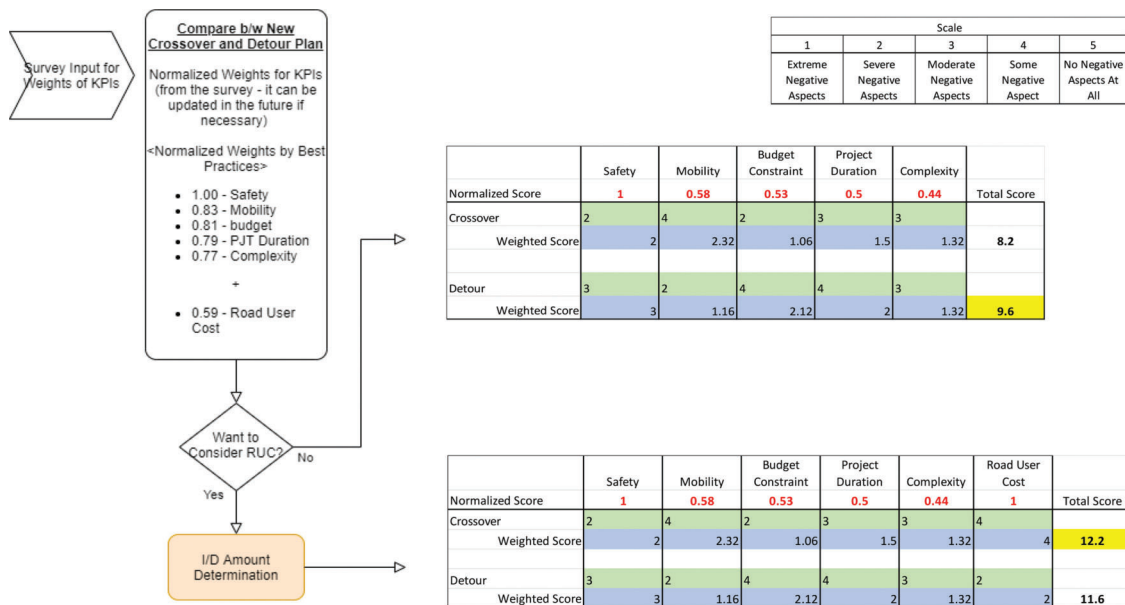 Survey Input for
Weights of KPIs
Compare b/w New
Crossover and Detour Plan
Normalized Weights for KPIs
(from the survey - it can be
updated in the future if
necessary)
<Normalized Weights by Best
Practices>
• 1.00 - Safety
• 0.83 - Mobility
• 0.81 - budget
• 0.79 - PJT Duration
• 0.77 - Complexity
+
• 0.59 - Road User
Cost
Want to
Consider RUC?
No
Yes
I/D Amount
Determination
Scale
1 2 3 4 5
Extreme Severe Moderate Some No Negative
Negative Negative Negative Negative Aspects At
Aspects Aspects Aspects Aspect All
Budget Project
Safety Mobility Constraint Duration Complexity
Normalized Score 1 0.58 0.53 0.5 0.44 Total Score
Crossover 2 4 2 3 3
Weighted Score 2 2.32 1.06 1.5 1.32 8.2
Detour 3 2 4 4 3
Weighted Score 3 1.16 2.12 2 1.32 9.6
Budget Project Road User
Safety Mobility Constraint Duration Complexity Cost
Normalized Score 1 0.58 0.53 0.5 0.44 1 Total Score
Crossover 2 4 2 3 3 4
Weighted Score 2 2.32 1.06 1.5 1.32 4 12.2
Detour 3 2 4 4 3 2
Weighted Score 3 1.16 2.12 2 1.32 2 11.6